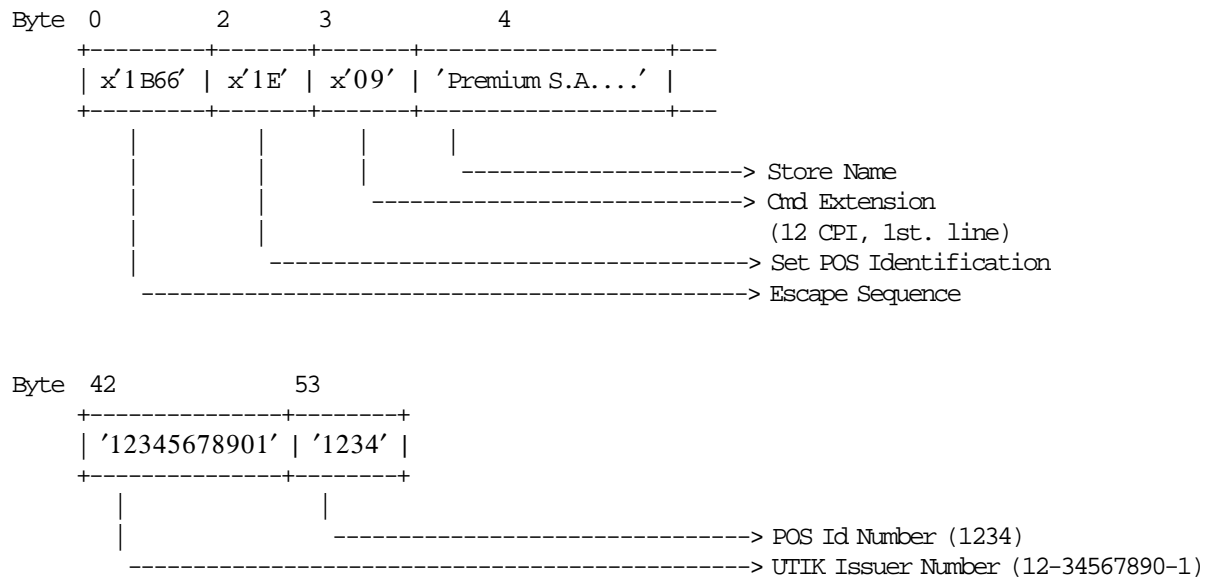 Byte 0 2 3 4
+---------+-------+-------+-------------------+---
| x′1B66′ | x′1E′ | x′09′ | ′Premium S.A....′ |
+---------+-------+-------+-------------------+---
| | | |
| | | ----------------------> Store Name
| | -----------------------------> Cmd Extension
| | (12 CPI, 1st. line)
| -------------------------------------> Set POS Identification
-----------------------------------------------> Escape Sequence
Byte 42 53
+---------------+--------+
| ′12345678901′ | ′1234′ |
+---------------+--------+
| |
| --------------------------------> POS Id Number (1234)
------------------------------------------------> UTIK Issuer Number (12-34567890-1)